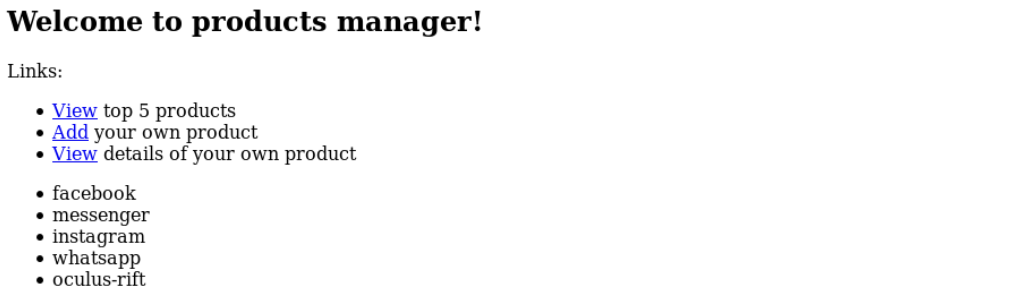 Welcome to products manager!
Links:
View top 5 products
Add your own product
View details of your own product
facebook
messenger
instagram
whatsapp
oculus-rift